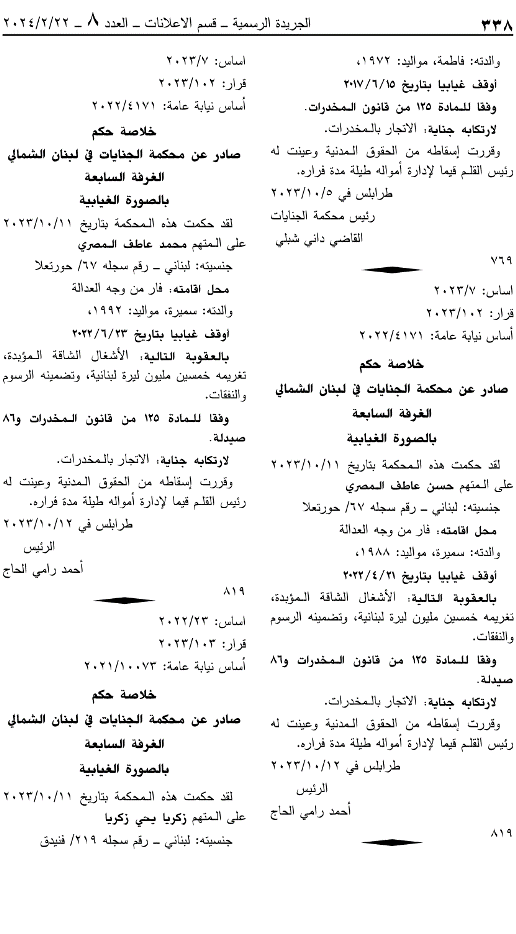 ٣٣٨
الجريدة الرسمية – قسم الاعلانات – العدد ٨ – ٢٠٢٤/٢/٢٢
والدته: فاطمة، مواليد: ١٩٧٢،
أوقف غيابيا بتاريخ ٢٠١٧/٦/١٥
وفقا للمادة ١٢٥ من قانون المخدرات.
لارتكابه جناية: الاتجار بالمخدرات.
وقررت إسقاطه من الحقوق المدنية وعينت له
رئيس القلم قيما لإدارة أمواله طيلة مدة فراره.
طرابلس في ٢٠٢٣/١٠/٥
رئيس محكمة الجنايات
القاضي داني شبلي
٧٦٩
اساس: ٢٠٢٣/٧
قرار: ٢٠٢٣/١٠٢
أساس نيابة عامة: ٢٠٢٢/٤١٧١
خلاصة حكم
صادر عن محكمة الجنايات في لبنان الشمالي
الغرفة السابعة
بالصورة الغيابية
لقد حكمت هذه المحكمة بتاريخ ٢٠٢٣/١٠/١١
على المتهم حسن عاطف المصري
جنسيته: لبناني – رقم سجله ٦٧/ حورتعلا
محل اقامته: فار من وجه العدالة
والدته: سميرة، مواليد: ١٩٨٨،
أوقف غيابيا بتاريخ ٢٠٢٢/٤/٢١
بالعقوبة التالية: الأشغال الشاقة المؤبدة،
تغريمه خمسين مليون ليرة لبنانية، وتضمينه الرسوم
والنفقات.
وفقا للمادة ١٢٥ من قانون المخدرات و٨٦
صيدلة.
لارتكابه جناية: الاتجار بالمخدرات.
وقررت إسقاطه من الحقوق المدنية وعينت له
رئيس القلم قيما لإدارة أمواله طيلة مدة فراره.
طرابلس في ٢٠٢٣/١٠/١٢
الرئيس
أحمد رامي الحاج
٨١٩
اساس: ٢٠٢٣/٧
قرار: ٢٠٢٣/١٠٢
أساس نيابة عامة: ٢٠٢٢/٤١٧١
خلاصة حكم
صادر عن محكمة الجنايات في لبنان الشمالي
الغرفة السابعة
بالصورة الغيابية
لقد حكمت هذه المحكمة بتاريخ ٢٠٢٣/١٠/١١
على المتهم محمد عاطف المصري
جنسيته: لبناني – رقم سجله ٦٧/ حورتعلا
محل اقامته: فار من وجه العدالة
والدته: سميرة، مواليد: ١٩٩٢،
أوقف غيابيا بتاريخ ٢٠٢٢/٦/٢٣
بالعقوبة التالية: الأشغال الشاقة المؤبدة،
تغريمه خمسين مليون ليرة لبنانية، وتضمينه الرسوم
والنفقات.
وفقا للمادة ١٢٥ من قانون المخدرات و٨٦
صيدلة.
لارتكابه جناية: الاتجار بالمخدرات.
وقررت إسقاطه من الحقوق المدنية وعينت له
رئيس القلم قيما لإدارة أمواله طيلة مدة فراره.
طرابلس في ٢٠٢٣/١٠/١٢
الرئيس
أحمد رامي الحاج
٨١٩
اساس: ٢٠٢٢/٢٣
قرار: ٢٠٢٣/١٠٣
أساس نيابة عامة: ٢٠٢١/١٠٠٧٣
خلاصة حكم
صادر عن محكمة الجنايات في لبنان الشمالي
الغرفة السابعة
بالصورة الغيابية
لقد حكمت هذه المحكمة بتاريخ ٢٠٢٣/١٠/١١
على المتهم زكريا يحي زكريا
جنسيته: لبناني – رقم سجله ٢١٩/ فنيدق